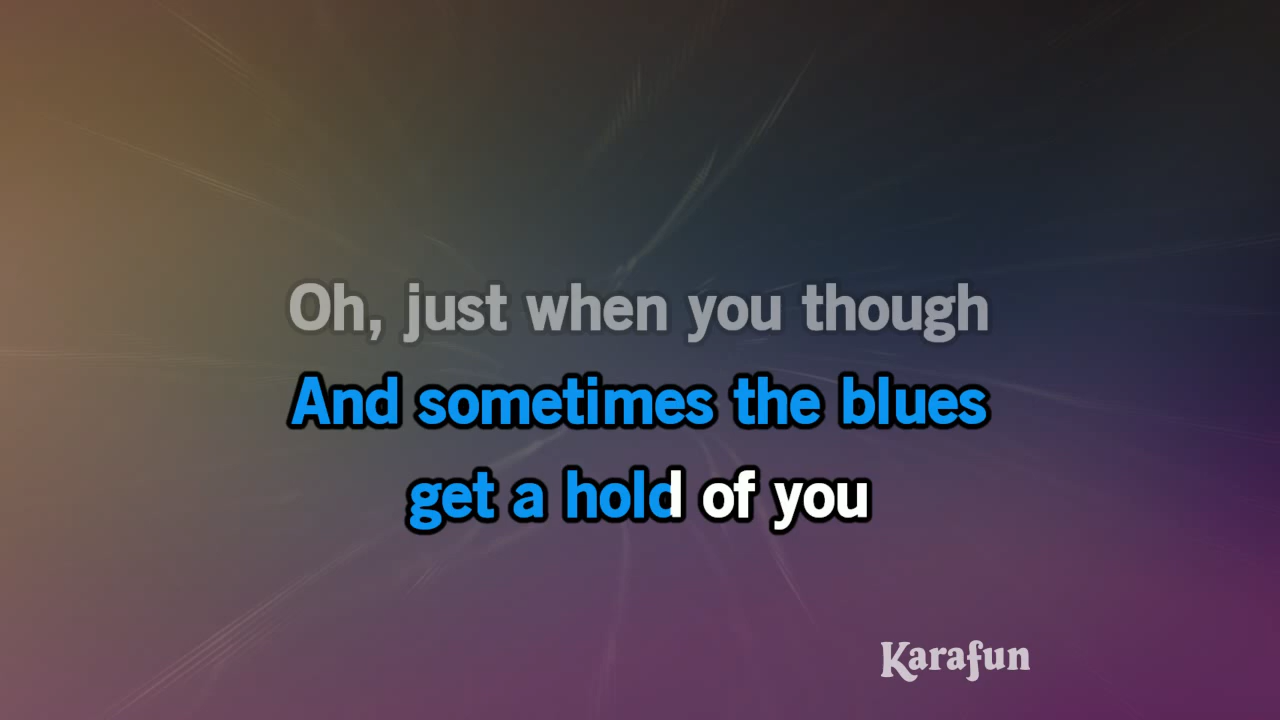 Oh, just when you though
And sometimes the blues
get a hold of you
Karafun